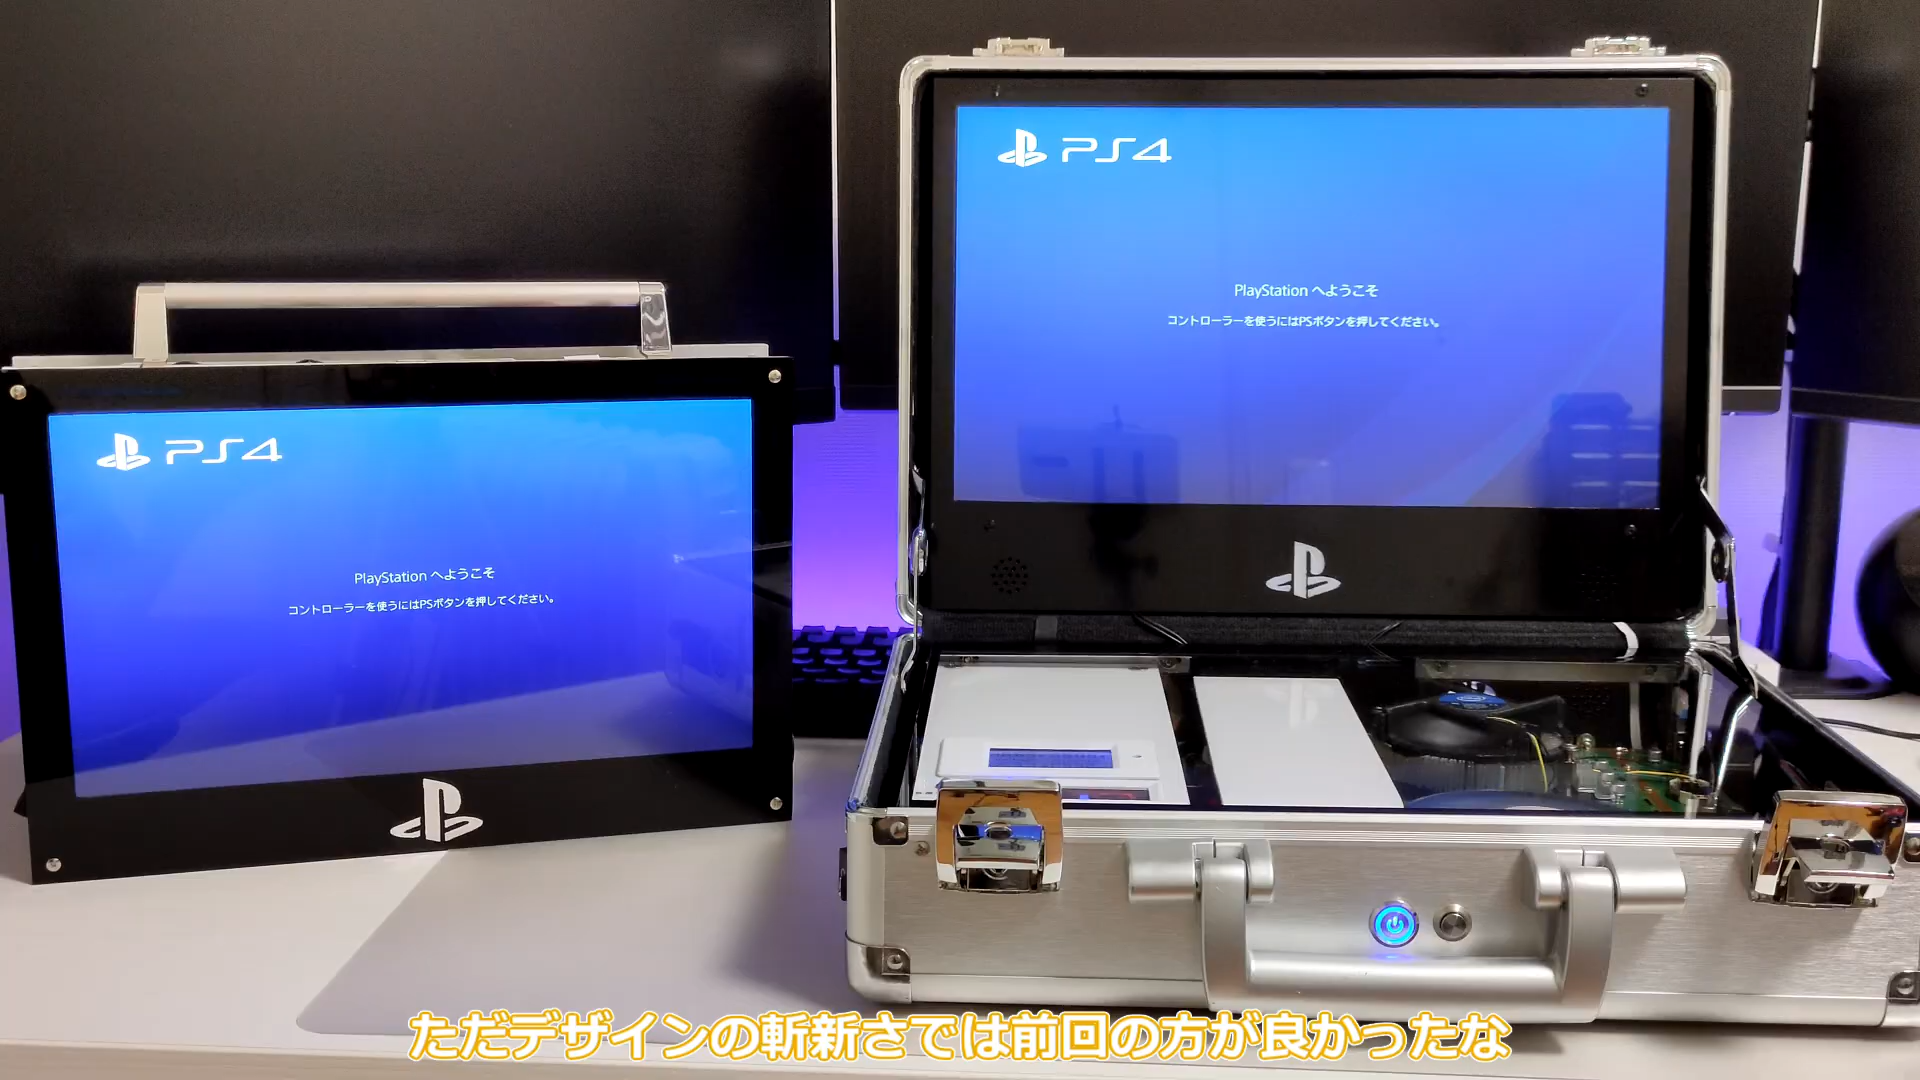 PS4
PlayStation へようこそ
コントローラーを使うにはPSボタンを押してください。
PS4
PlayStation へようこそ
コントローラーを使うにはPSボタンを押してください。
ただデザインの斬新さでは前回の方が良かったな